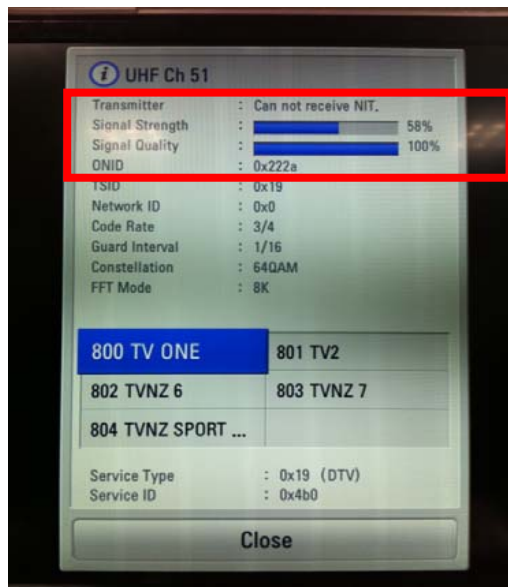 i UHF Ch 51
Transmitter : Can not receive NIT.
Signal Strength : 58%
Signal Quality : 100%
ONID : 0x222a
TSID : 0x19
Network ID : 0x0
Code Rate : 3/4
Guard Interval : 1/16
Constellation : 64QAM
FFT Mode : 8K
800 TV ONE 801 TV2
802 TVNZ 6 803 TVNZ 7
804 TVNZ SPORT ...
Service Type : 0x19 (DTV)
Service ID : 0x4b0
Close